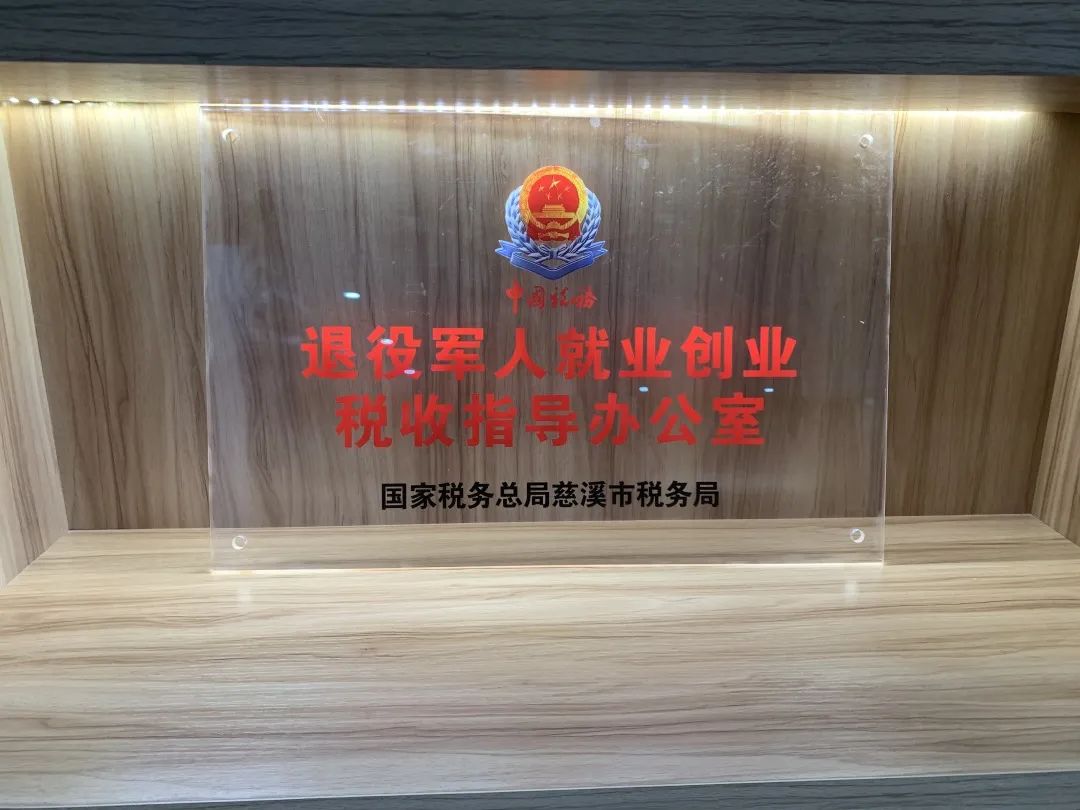 中国税务
退役军人就业创业
税收指导办公室
国家税务总局慈溪市税务局